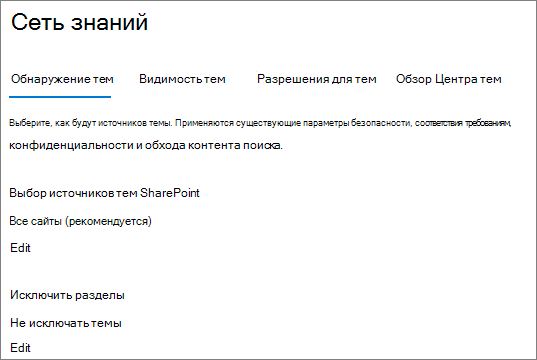 Сеть знаний
Обнаружение тем Видимость тем Разрешения для тем Обзор Центра тем
Выберите, как будут источников темы. Применяются существующие параметры безопасности, соответствия требованиям,
конфиденциальности и обхода контента поиска.
Выбор источников тем SharePoint
Все сайты (рекомендуется)
Edit
Исключить разделы
Не исключать темы
Edit